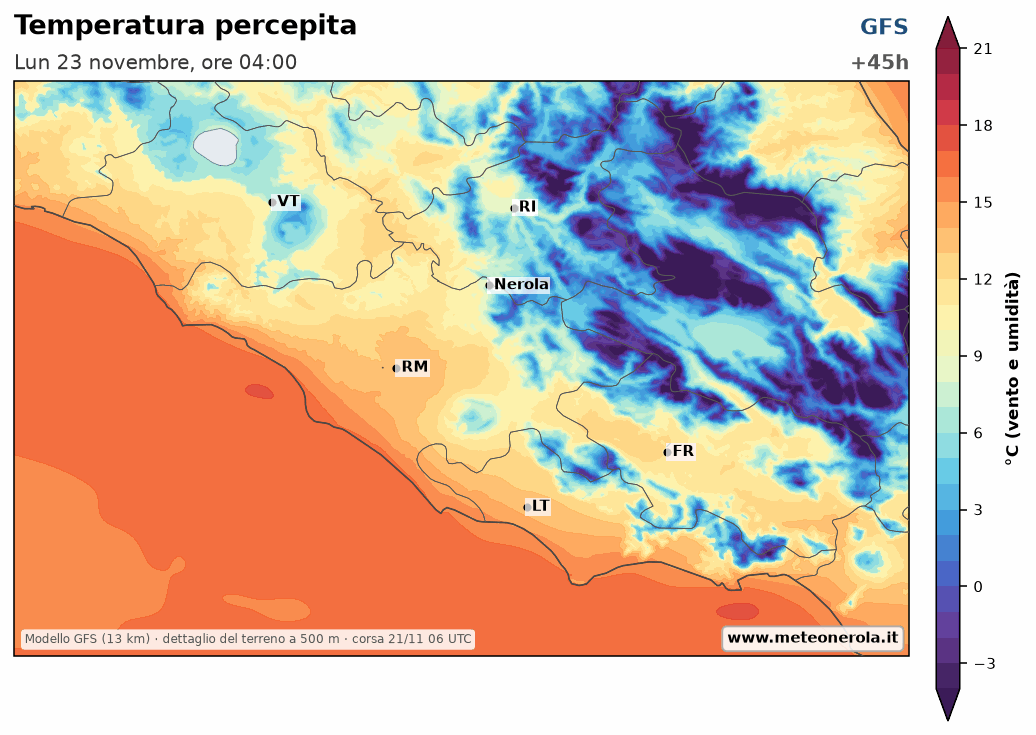 Temperatura percepita
GFS
Lun 23 novembre, ore 04:00
+45h
VT
RI
Nerola
RM
FR
LT
21
18
15
12
9
6
3
0
−3
°C (vento e umidità)
Modello GFS (13 km) · dettaglio del terreno a 500 m · corsa 21/11 06 UTC
www.meteonerola.it